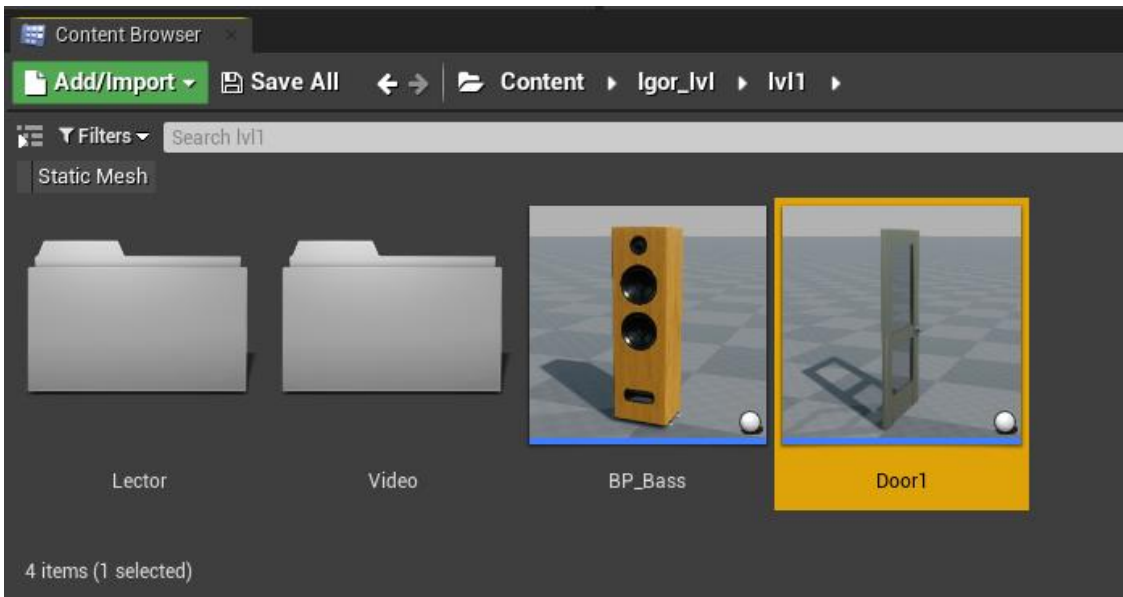 Content Browser
Add/Import Save All Content Igor_lvl lvl1
Filters Search lvl1
Static Mesh
Lector Video BP_Bass Door1
4 items (1 selected)